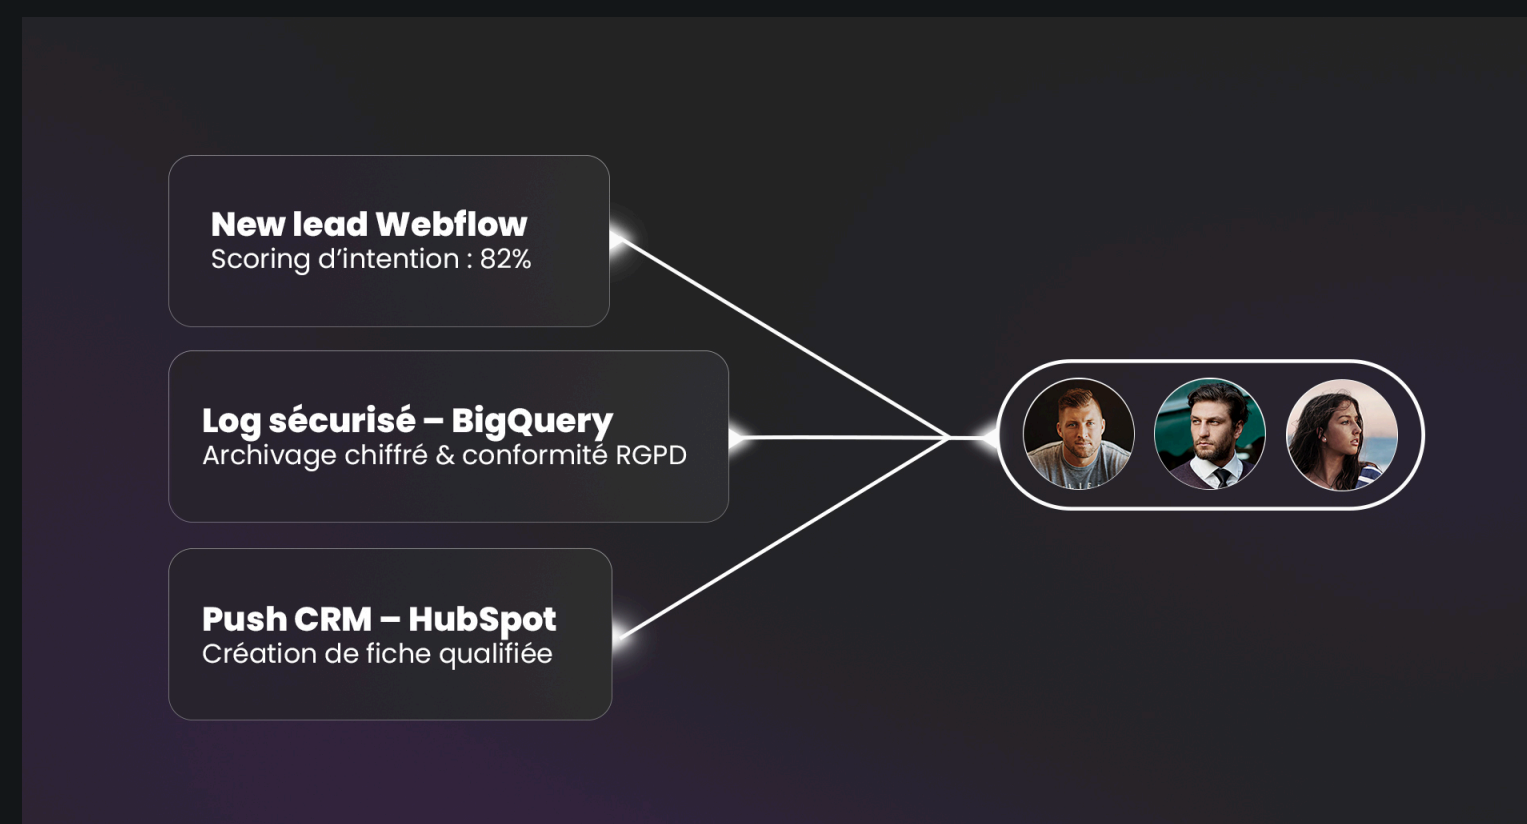 New lead Webflow
Scoring d’intention : 82%
Log sécurisé – BigQuery
Archivage chiffré & conformité RGPD
Push CRM – HubSpot
Création de fiche qualifiée